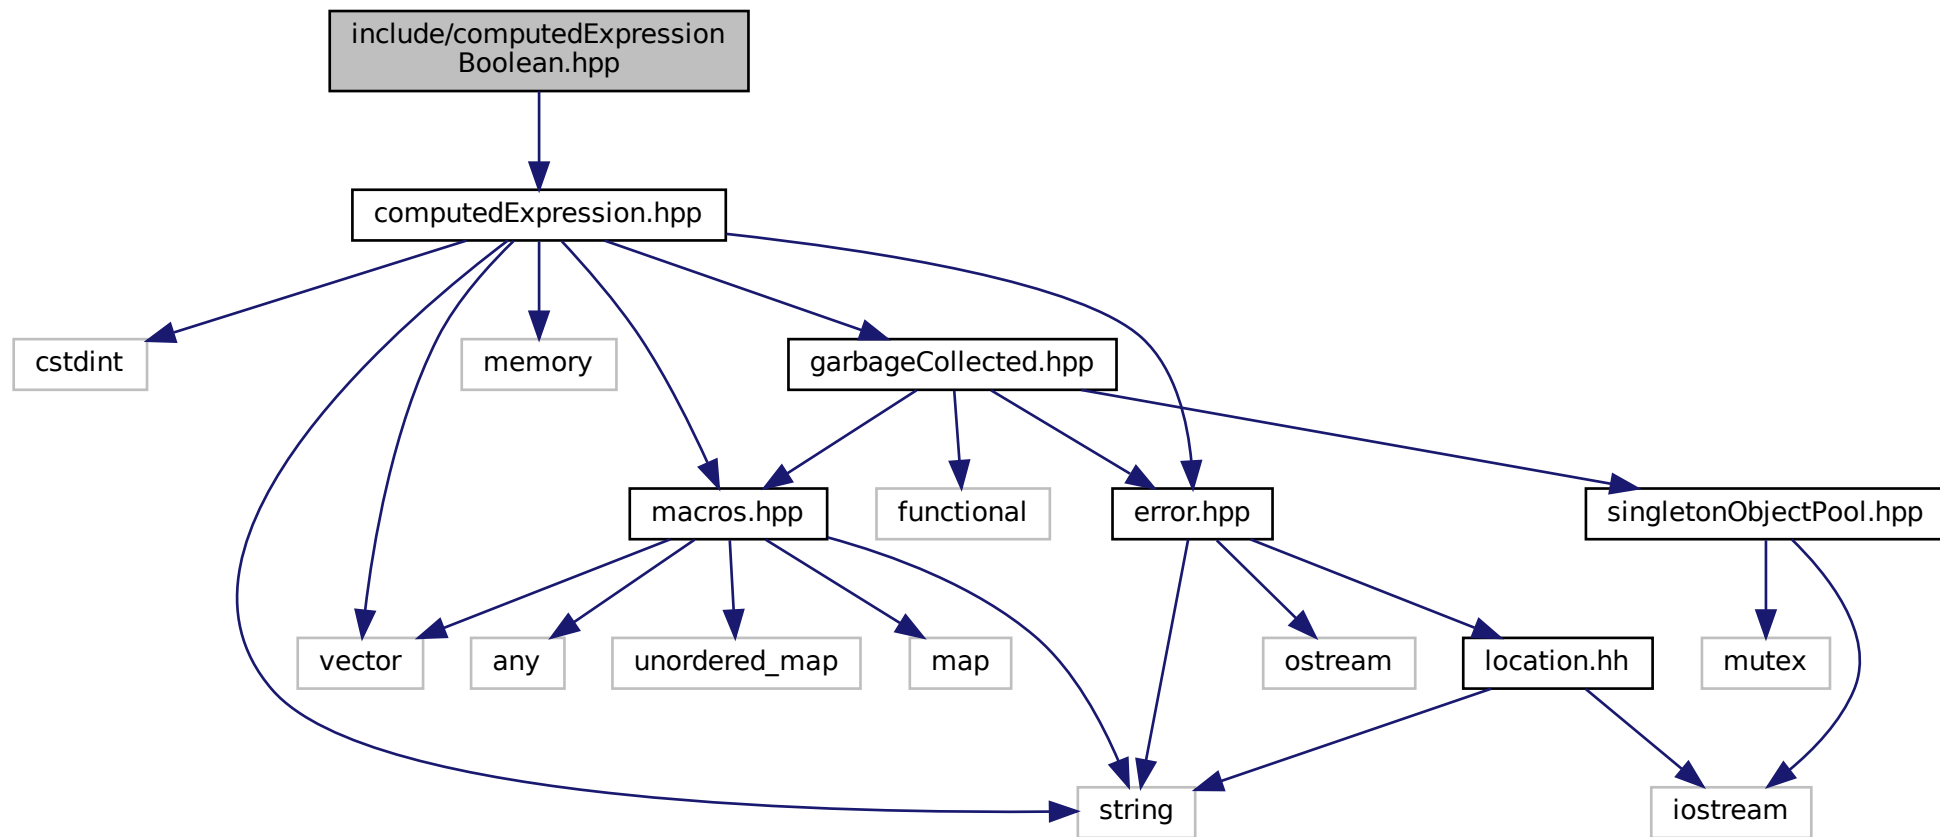 include/computedExpression
Boolean.hpp
computedExpression.hpp
cstdint
memory
garbageCollected.hpp
macros.hpp
functional
error.hpp
singletonObjectPool.hpp
vector
any
unordered_map
map
ostream
location.hh
mutex
string
iostream